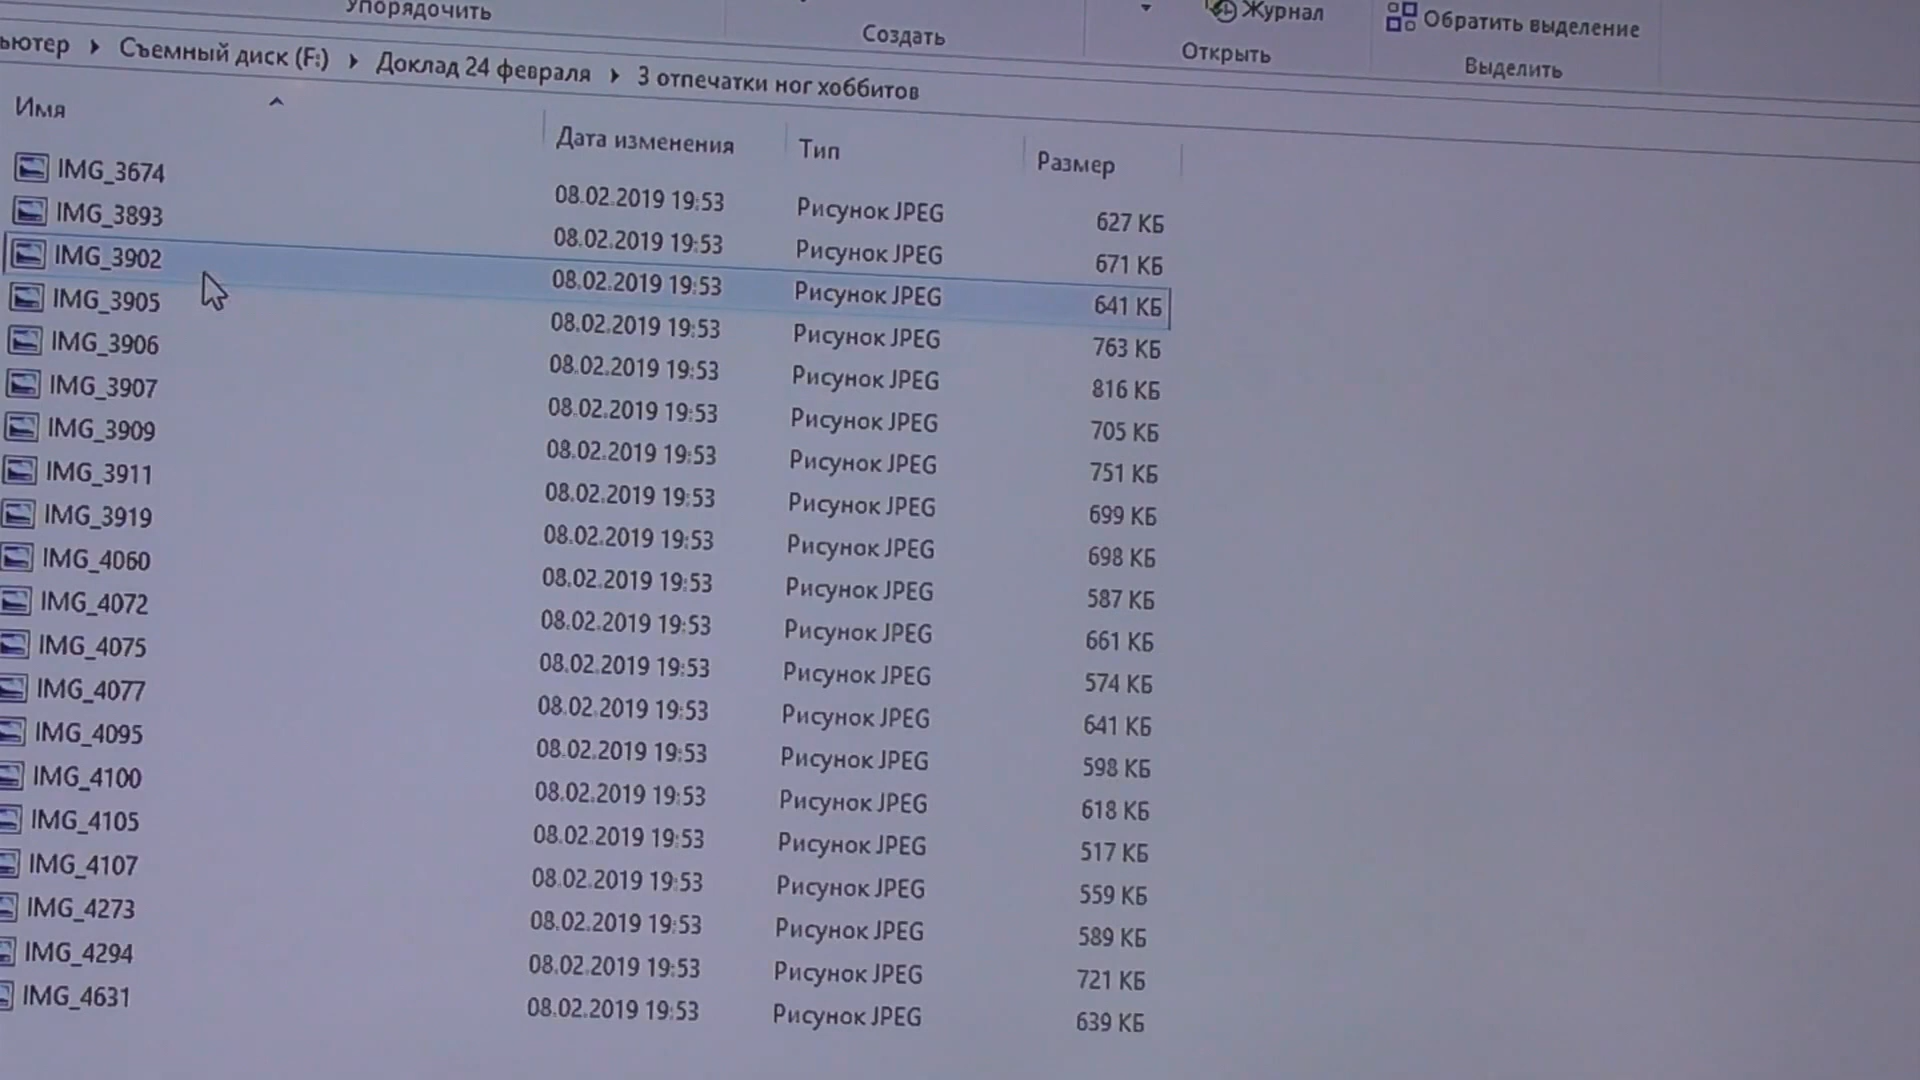 Упорядочить
Создать
Журнал
Открыть
Обратить выделение
Выделить
ьютер Съемный диск (F:) Доклад 24 февраля 3 отпечатки ног хоббитов
Имя Дата изменения Тип Размер
IMG_3674 08.02.2019 19:53 Рисунок JPEG 627 КБ
IMG_3893 08.02.2019 19:53 Рисунок JPEG 671 КБ
IMG_3902 08.02.2019 19:53 Рисунок JPEG 641 КБ
IMG_3905 08.02.2019 19:53 Рисунок JPEG 763 КБ
IMG_3906 08.02.2019 19:53 Рисунок JPEG 816 КБ
IMG_3907 08.02.2019 19:53 Рисунок JPEG 705 КБ
IMG_3909 08.02.2019 19:53 Рисунок JPEG 751 КБ
IMG_3911 08.02.2019 19:53 Рисунок JPEG 699 КБ
IMG_3919 08.02.2019 19:53 Рисунок JPEG 698 КБ
IMG_4060 08.02.2019 19:53 Рисунок JPEG 587 КБ
IMG_4072 08.02.2019 19:53 Рисунок JPEG 661 КБ
IMG_4075 08.02.2019 19:53 Рисунок JPEG 574 КБ
IMG_4077 08.02.2019 19:53 Рисунок JPEG 641 КБ
IMG_4095 08.02.2019 19:53 Рисунок JPEG 598 КБ
IMG_4100 08.02.2019 19:53 Рисунок JPEG 618 КБ
IMG_4105 08.02.2019 19:53 Рисунок JPEG 517 КБ
IMG_4107 08.02.2019 19:53 Рисунок JPEG 559 КБ
IMG_4273 08.02.2019 19:53 Рисунок JPEG 589 КБ
IMG_4294 08.02.2019 19:53 Рисунок JPEG 721 КБ
IMG_4631 08.02.2019 19:53 Рисунок JPEG 639 КБ